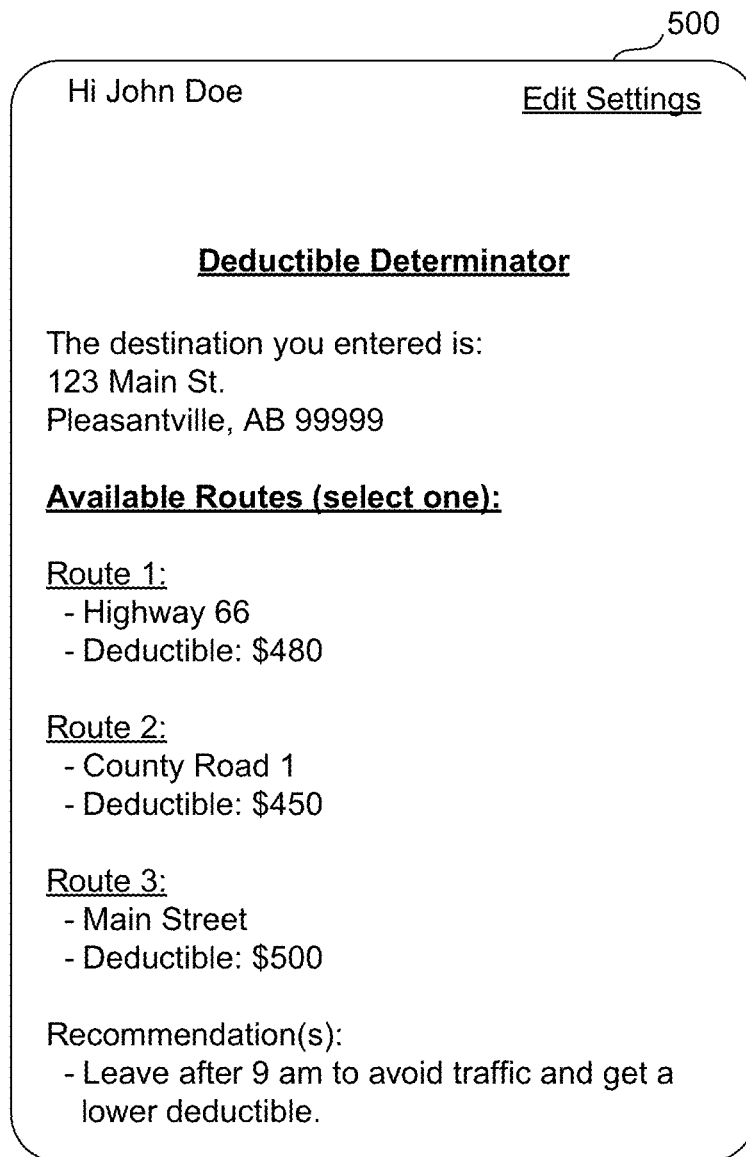 500
Hi John Doe
Edit Settings
Deductible Determinator
The destination you entered is:
123 Main St.
Pleasantville, AB 99999
Available Routes (select one):
Route 1:
- Highway 66
- Deductible: $480
Route 2:
- County Road 1
- Deductible: $450
Route 3:
- Main Street
- Deductible: $500
Recommendation(s):
- Leave after 9 am to avoid traffic and get a
lower deductible.